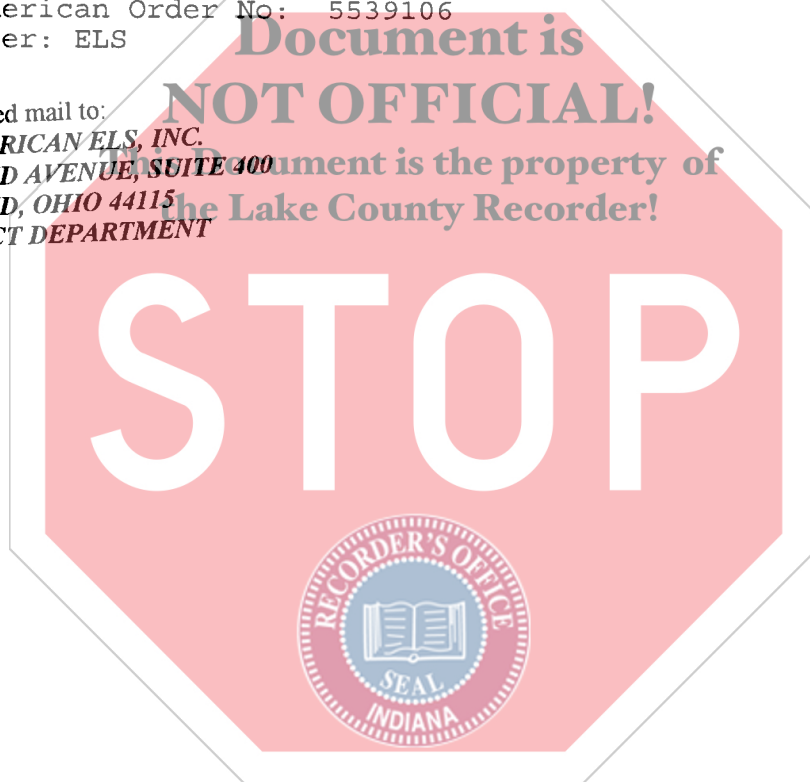 erican Order No: 5539106
er: ELS
Document is
NOT OFFICIAL!
This Document is the property of
the Lake County Recorder!
ed mail to:
RICAN ELS, INC.
D AVENUE, SUITE 400
D, OHIO 44115
CT DEPARTMENT
STOP
RECORDER'S OFFICE
SEAL
INDIANA